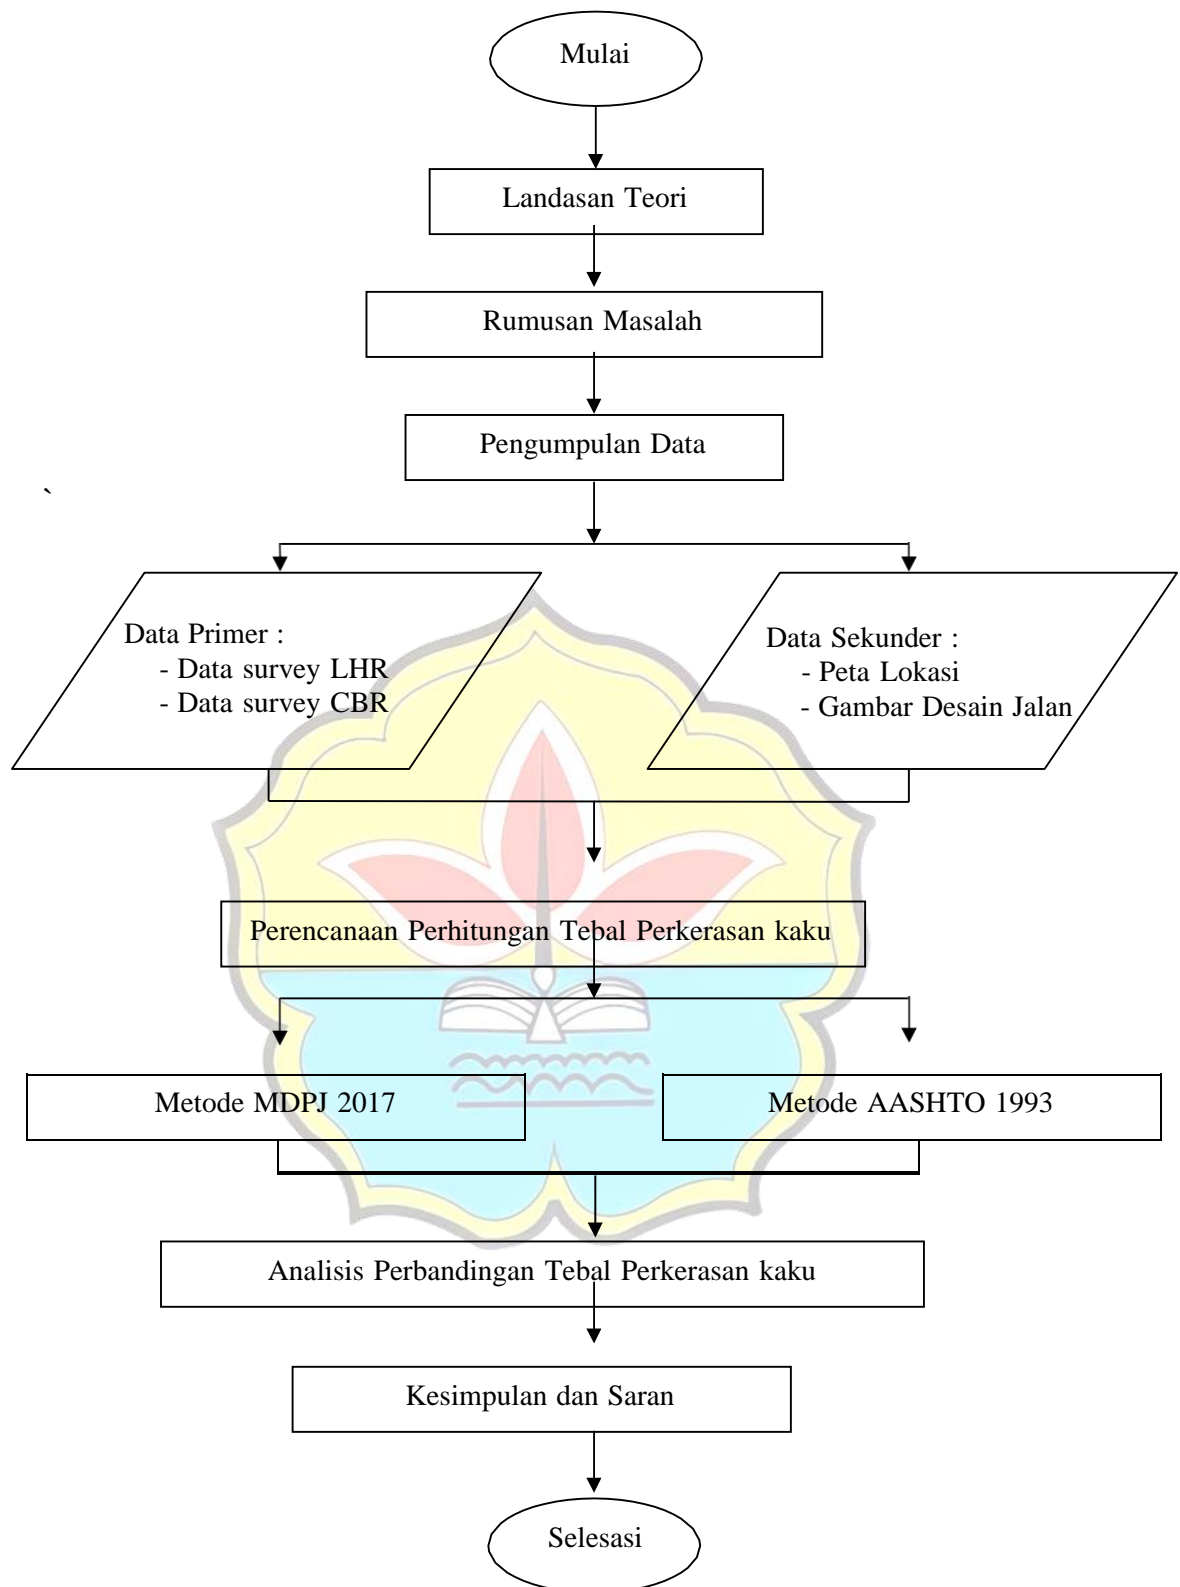 Mulai
Landasan Teori
Rumusan Masalah
Pengumpulan Data
`
Data Primer :
- Data survey LHR
- Data survey CBR
Data Sekunder :
- Peta Lokasi
- Gambar Desain Jalan
Perencanaan Perhitungan Tebal Perkerasan kaku
Metode MDPJ 2017
Metode AASHTO 1993
Analisis Perbandingan Tebal Perkerasan kaku
Kesimpulan dan Saran
Selesasi